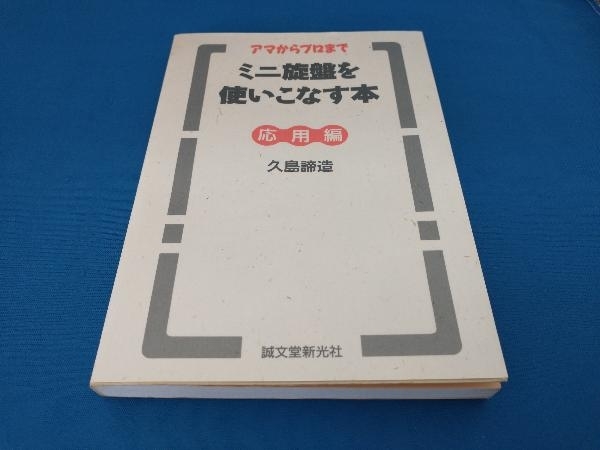 アマからプロまで
ミニ旋盤を
使いこなす本
応用編
久島諦造
誠文堂新光社